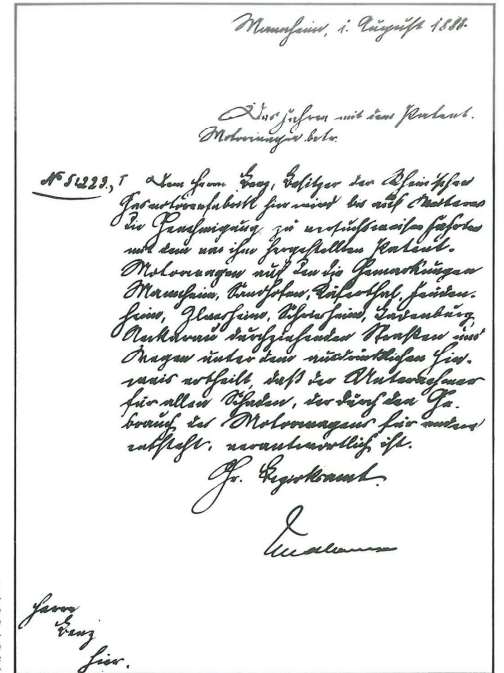 Mannheim, 1. August 1888.
Das Fahren mit dem Patent-
Motorwagen betr.
No 51223, I Dem Herrn Benz, Besitzer der Rheinischen
Gasmotorenfabrik hier wird bis auf Weiteres
die Genehmigung zu versuchsweisen Fahrten
mit dem von ihm hergestellten Patent-
Motorwagen auf den die Gemarkungen
Mannheim, Sandhofen, Käferthal, Feuden-
heim, Ilvesheim, Schriesheim, Ladenburg,
Neckarau durchziehenden Straßen und
Wegen unter dem ausdrücklichen Hin-
weis ertheilt, daß der Unternehmer
für allen Schaden, der durch den Ge-
brauch des Motorwagens für andere
entsteht, verantwortlich ist.
Gr. Bezirksamt
Herrn
Benz
hier.